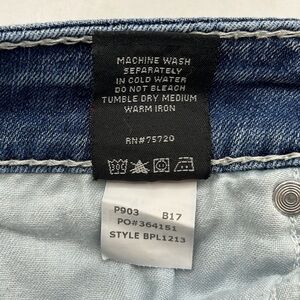 MACHINE WASH
SEPARATELY
IN COLD WATER
DO NOT BLEACH
TUMBLE DRY MEDIUM
WARM IRON
RN#75720
P903 B17
PO#364151
STYLE BPL1213